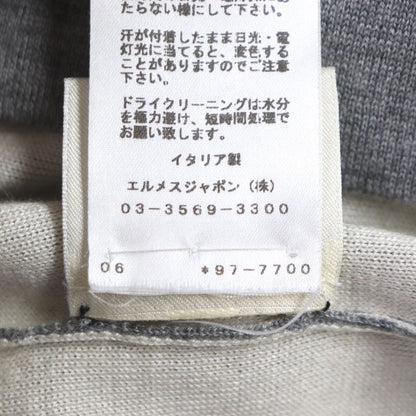 たらない様にして下さい。
汗が付着したまま日光・電
灯光に当てると、変色する
ことがありますのでご注意
下さい。
ドライクリーニングは水分
を極力避け、短時間処理で
お願い致します。
イタリア製
エルメスジャポン（株）
03-3569-3300
06 *97-7700